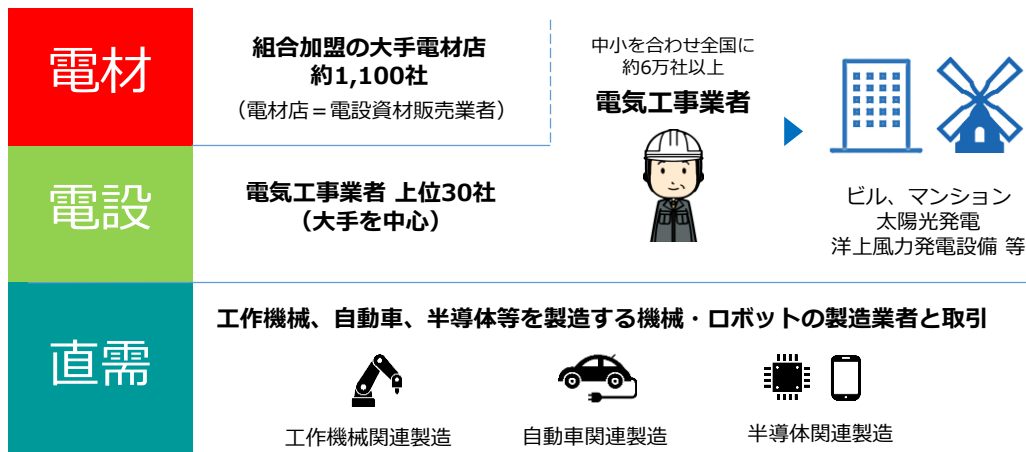 電材
組合加盟の大手電材店
約1,100社
（電材店＝電設資材販売業者）
中小を合わせ全国に
約6万社以上
電気工事業者
電設
電気工事業者 上位30社
（大手を中心）
ビル、マンション
太陽光発電
洋上風力発電設備 等
直需
工作機械、自動車、半導体等を製造する機械・ロボットの製造業者と取引
工作機械関連製造
自動車関連製造
半導体関連製造